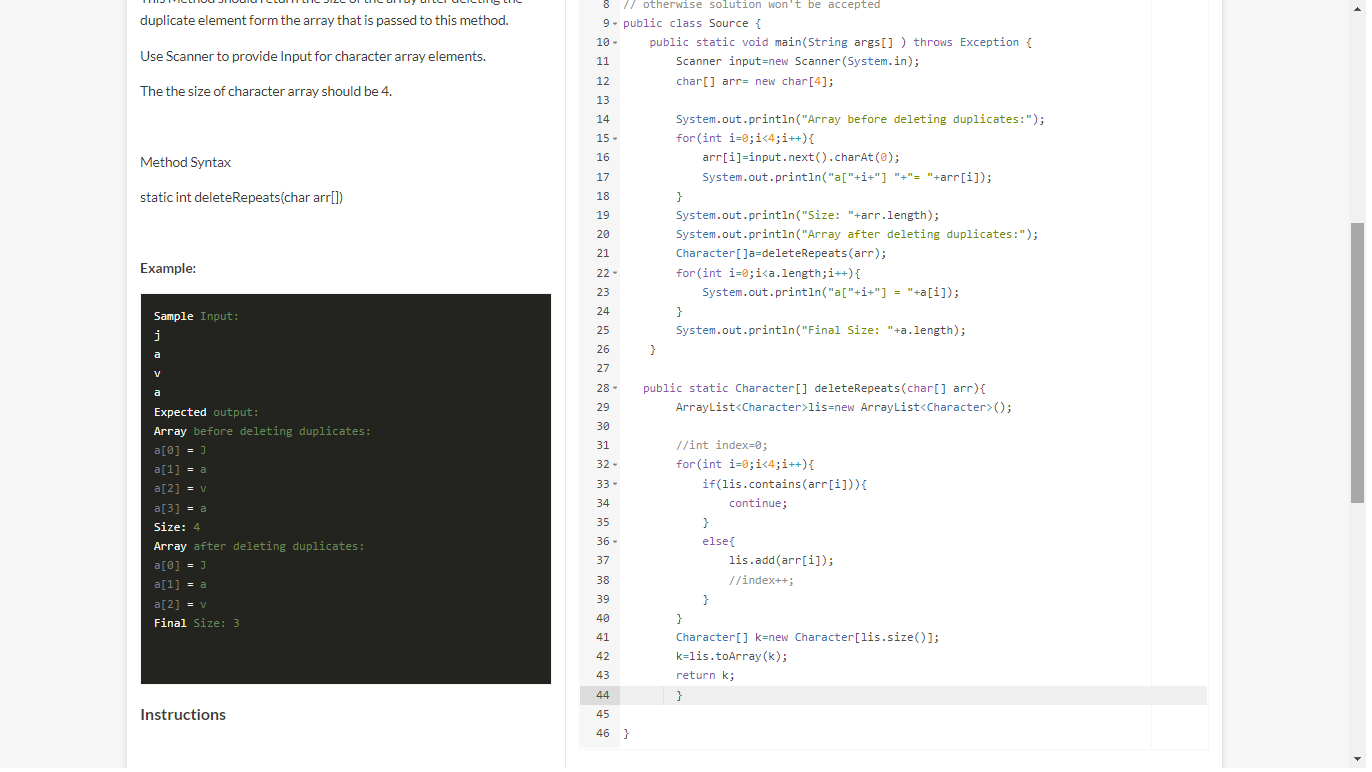 This Method should return the size of the array after deleting the
duplicate element form the array that is passed to this method.
Use Scanner to provide Input for character array elements.
The the size of character array should be 4.
Method Syntax
static int deleteRepeats(char arr[])
Example:
Sample Input:
j
a
v
a
Expected output:
Array before deleting duplicates:
a[0] = J
a[1] = a
a[2] = v
a[3] = a
Size: 4
Array after deleting duplicates:
a[0] = J
a[1] = a
a[2] = v
Final Size: 3
Instructions
8 // otherwise solution won't be accepted
9 public class Source {
10 public static void main(String args[] ) throws Exception {
11 Scanner input=new Scanner(System.in);
12 char[] arr= new char[4];
13
14 System.out.println("Array before deleting duplicates:");
15 for(int i=0;i<4;i++){
16 arr[i]=input.next().charAt(0);
17 System.out.println("a["+i+"] "+"= "+arr[i]);
18 }
19 System.out.println("Size: "+arr.length);
20 System.out.println("Array after deleting duplicates:");
21 Character[]a=deleteRepeats(arr);
22 for(int i=0;i<a.length;i++){
23 System.out.println("a["+i+"] = "+a[i]);
24 }
25 System.out.println("Final Size: "+a.length);
26 }
27
28 public static Character[] deleteRepeats(char[] arr){
29 ArrayList<Character>lis=new ArrayList<Character>();
30
31 //int index=0;
32 for(int i=0;i<4;i++){
33 if(lis.contains(arr[i])){
34 continue;
35 }
36 else{
37 lis.add(arr[i]);
38 //index++;
39 }
40 }
41 Character[] k=new Character[lis.size()];
42 k=lis.toArray(k);
43 return k;
44 }
45
46 }